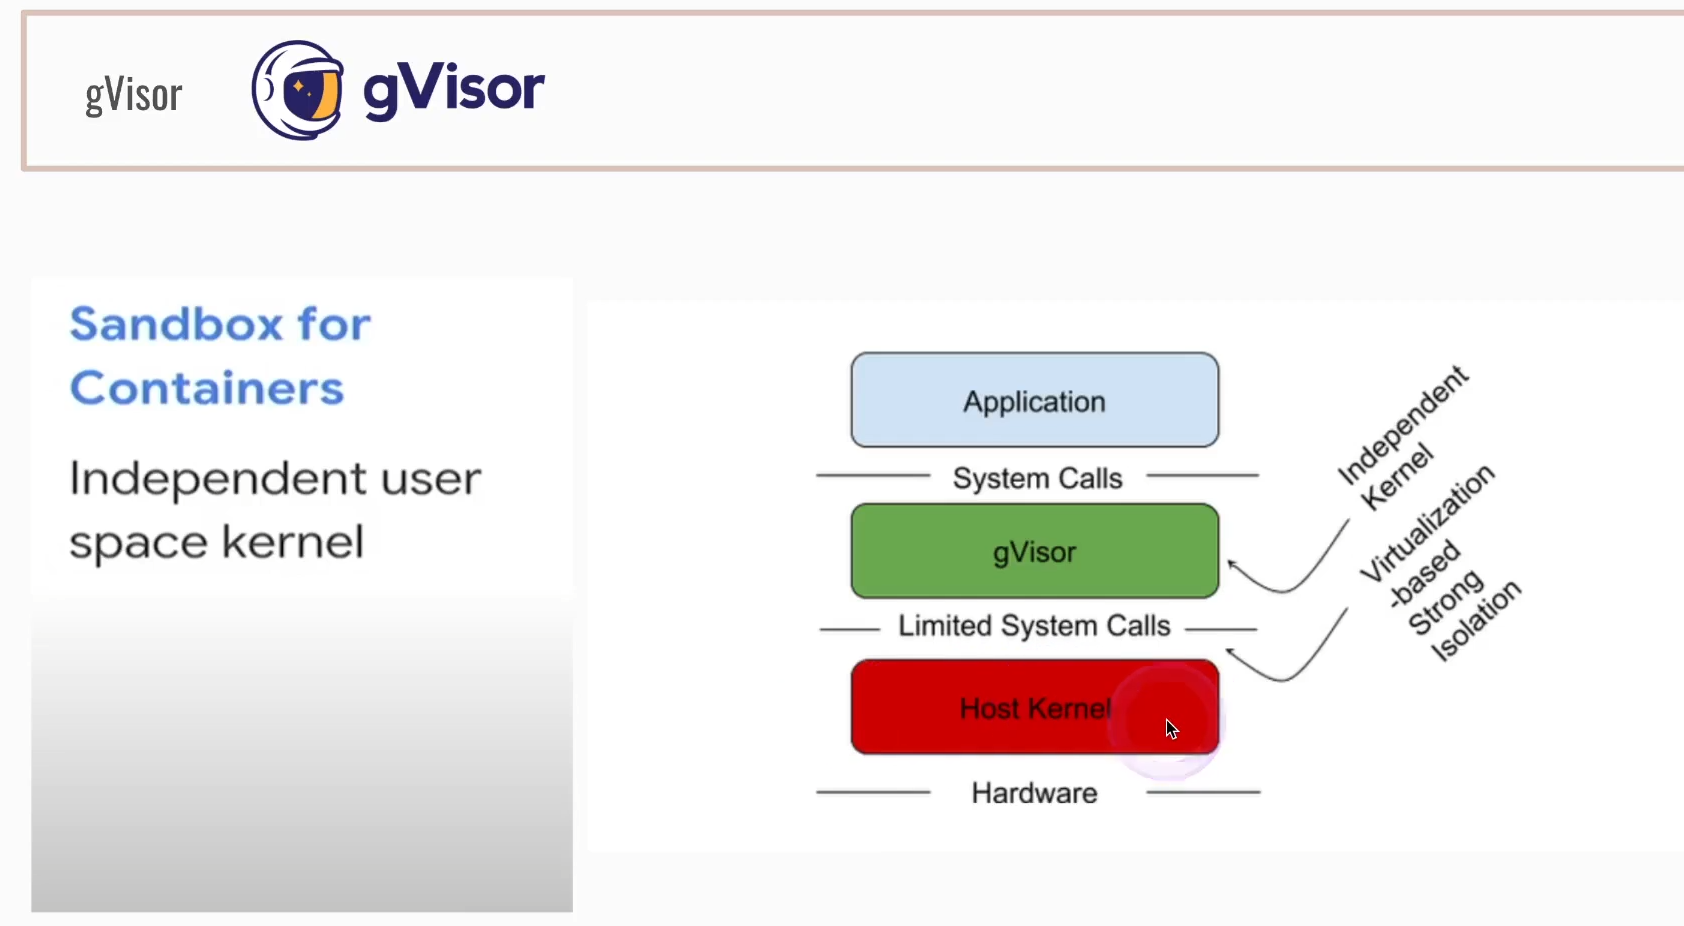 gVisor
gVisor
Sandbox for
Containers
Independent user
space kernel
Application
System Calls
gVisor
Limited System Calls
Host Kernel
Hardware
Independent
Kernel
Virtualization
-based
Strong
Isolation